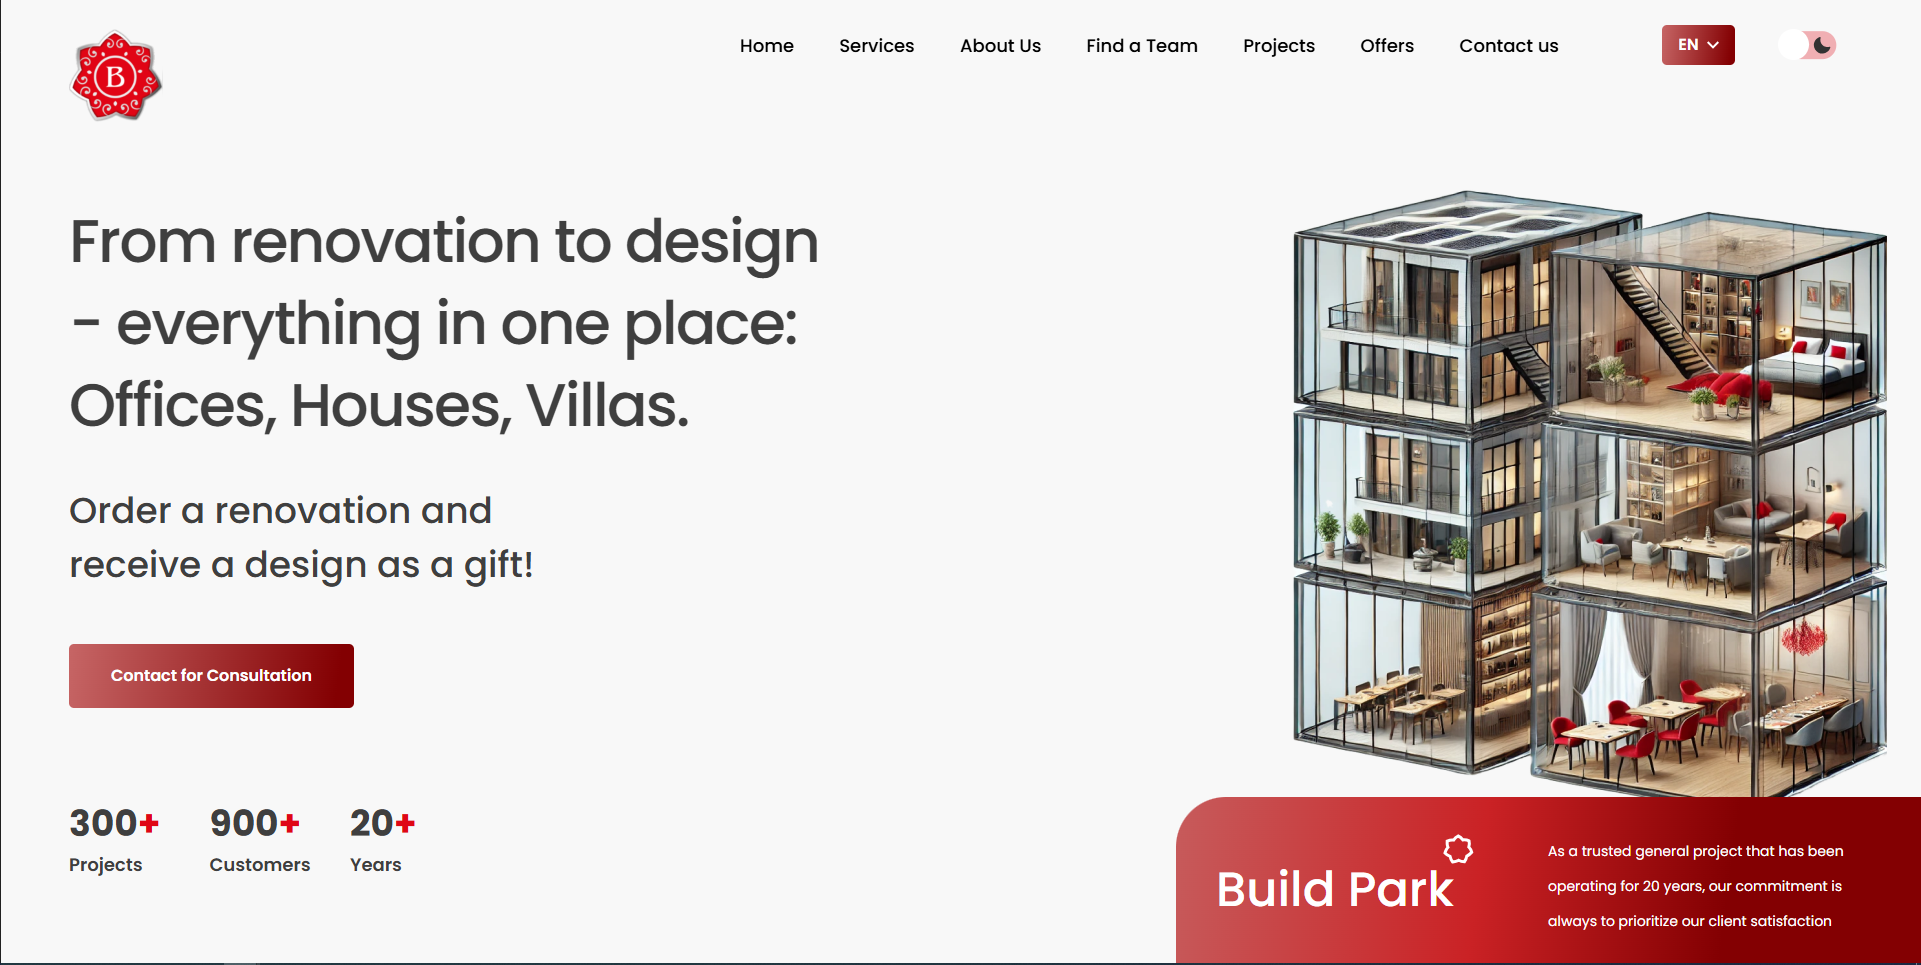 B
Home Services About Us Find a Team Projects Offers Contact us EN
From renovation to design
- everything in one place:
Offices, Houses, Villas.
Order a renovation and
receive a design as a gift!
Contact for Consultation
300+ 900+ 20+
Projects Customers Years
Build Park
As a trusted general project that has been
operating for 20 years, our commitment is
always to prioritize our client satisfaction